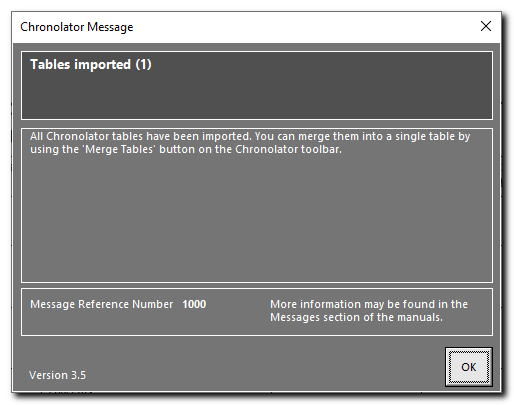 Chronolator Message
Tables imported (1)
All Chronolator tables have been imported. You can merge them into a single table by
using the 'Merge Tables' button on the Chronolator toolbar.
Message Reference Number 1000
More information may be found in the
Messages section of the manuals.
Version 3.5
OK